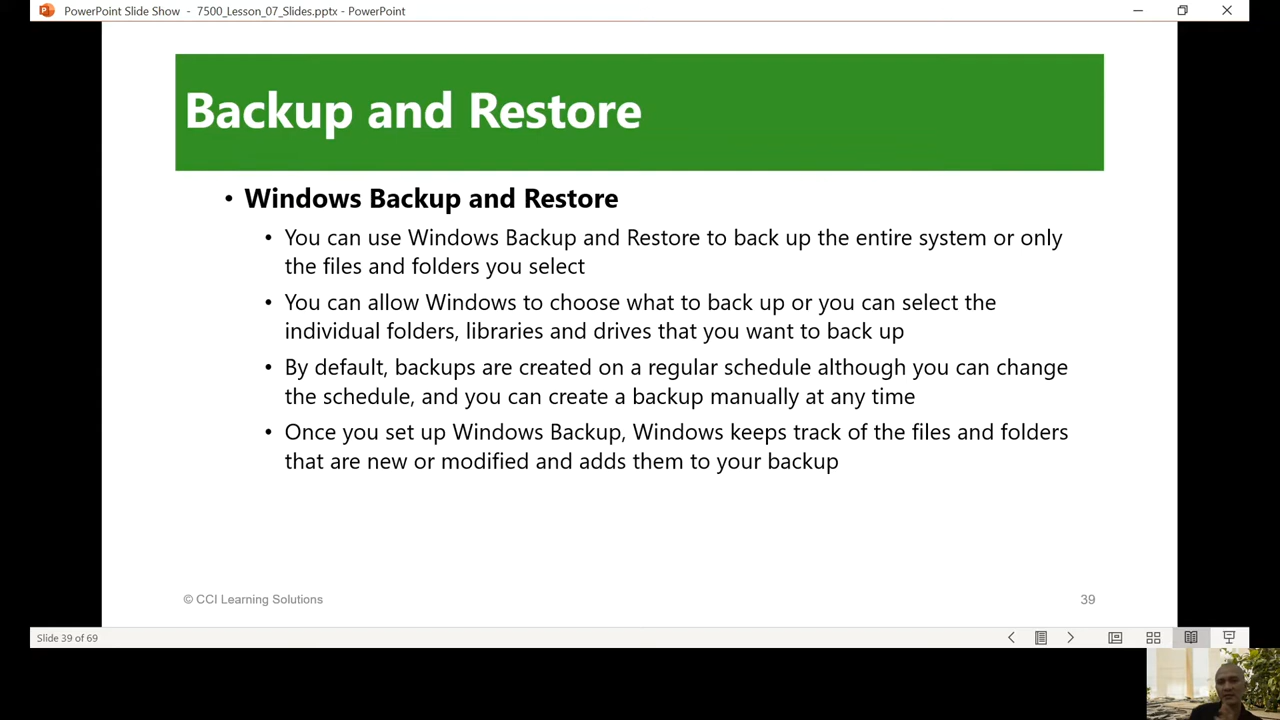 PowerPoint Slide Show - 7500_Lesson_07_Slides.pptx - PowerPoint
Backup and Restore
• Windows Backup and Restore
• You can use Windows Backup and Restore to back up the entire system or only
the files and folders you select
• You can allow Windows to choose what to back up or you can select the
individual folders, libraries and drives that you want to back up
• By default, backups are created on a regular schedule although you can change
the schedule, and you can create a backup manually at any time
• Once you set up Windows Backup, Windows keeps track of the files and folders
that are new or modified and adds them to your backup
© CCI Learning Solutions
39
Slide 39 of 69